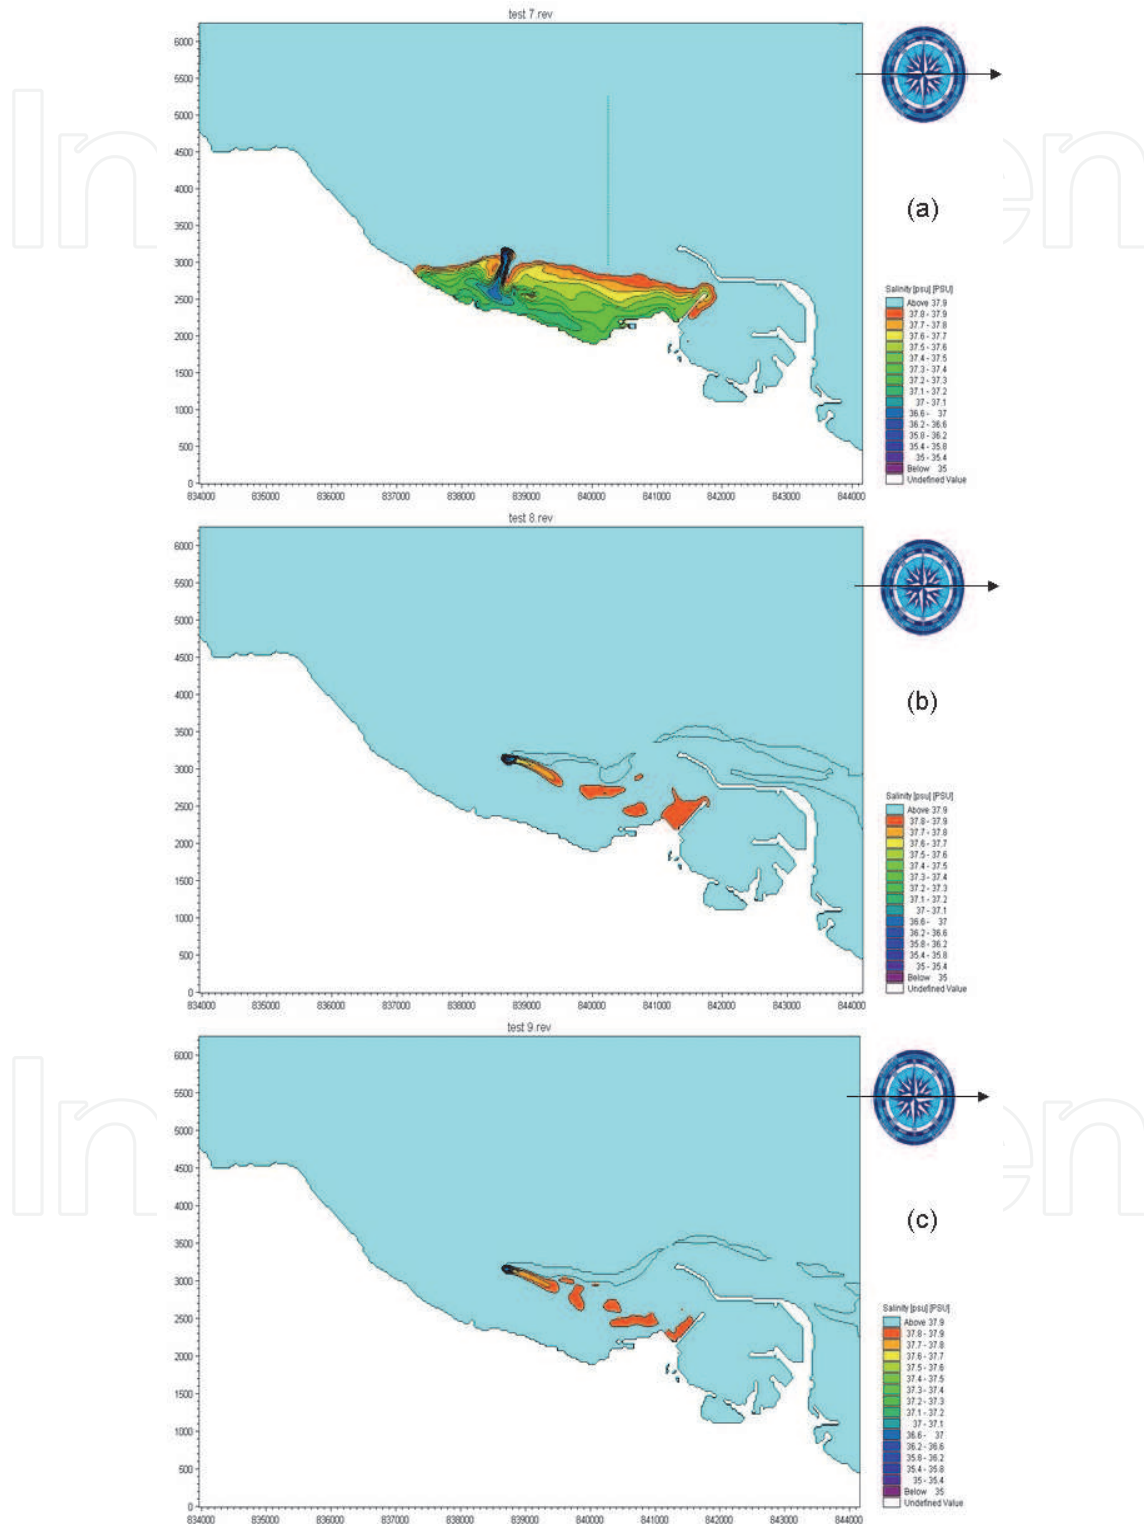 test 7.rev
6000
5500
5000
4500
4000
3500
3000
2500
2000
1500
1000
500
0
834000 835000 836000 837000 838000 839000 840000 841000 842000 843000 844000
(a)
Salinity [psu] [PSU]
Above 37.9
37.8 - 37.9
37.7 - 37.8
37.6 - 37.7
37.5 - 37.6
37.4 - 37.5
37.3 - 37.4
37.2 - 37.3
37.1 - 37.2
37 - 37.1
36.6 - 37
36.2 - 36.6
35.8 - 36.2
35.4 - 35.8
35 - 35.4
Below 35
Undefined Value
test 8.rev
6000
5500
5000
4500
4000
3500
3000
2500
2000
1500
1000
500
0
834000 835000 836000 837000 838000 839000 840000 841000 842000 843000 844000
(b)
Salinity [psu] [PSU]
Above 37.9
37.8 - 37.9
37.7 - 37.8
37.6 - 37.7
37.5 - 37.6
37.4 - 37.5
37.3 - 37.4
37.2 - 37.3
37.1 - 37.2
37 - 37.1
36.6 - 37
36.2 - 36.6
35.8 - 36.2
35.4 - 35.8
35 - 35.4
Below 35
Undefined Value
test 9.rev
6000
5500
5000
4500
4000
3500
3000
2500
2000
1500
1000
500
0
834000 835000 836000 837000 838000 839000 840000 841000 842000 843000 844000
(c)
Salinity [psu] [PSU]
Above 37.9
37.8 - 37.9
37.7 - 37.8
37.6 - 37.7
37.5 - 37.6
37.4 - 37.5
37.3 - 37.4
37.2 - 37.3
37.1 - 37.2
37 - 37.1
36.6 - 37
36.2 - 36.6
35.8 - 36.2
35.4 - 35.8
35 - 35.4
Below 35
Undefined Value